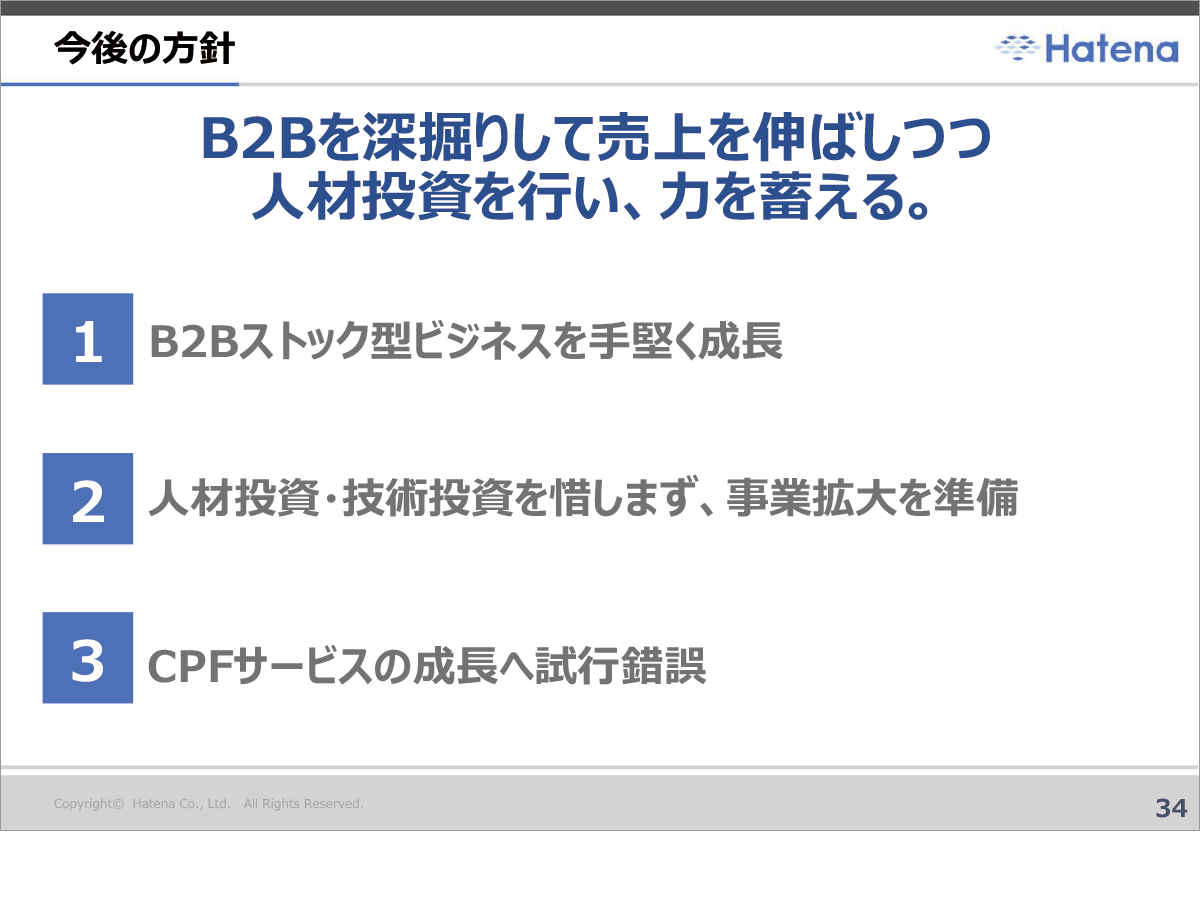 今後の方針
Hatena
B2Bを深掘りして売上を伸ばしつつ
人材投資を行い、力を蓄える。
1
B2Bストック型ビジネスを手堅く成長
2
人材投資・技術投資を惜しまず、事業拡大を準備
3
CPFサービスの成長へ試行錯誤
Copyright© Hatena Co., Ltd. All Rights Reserved.
34